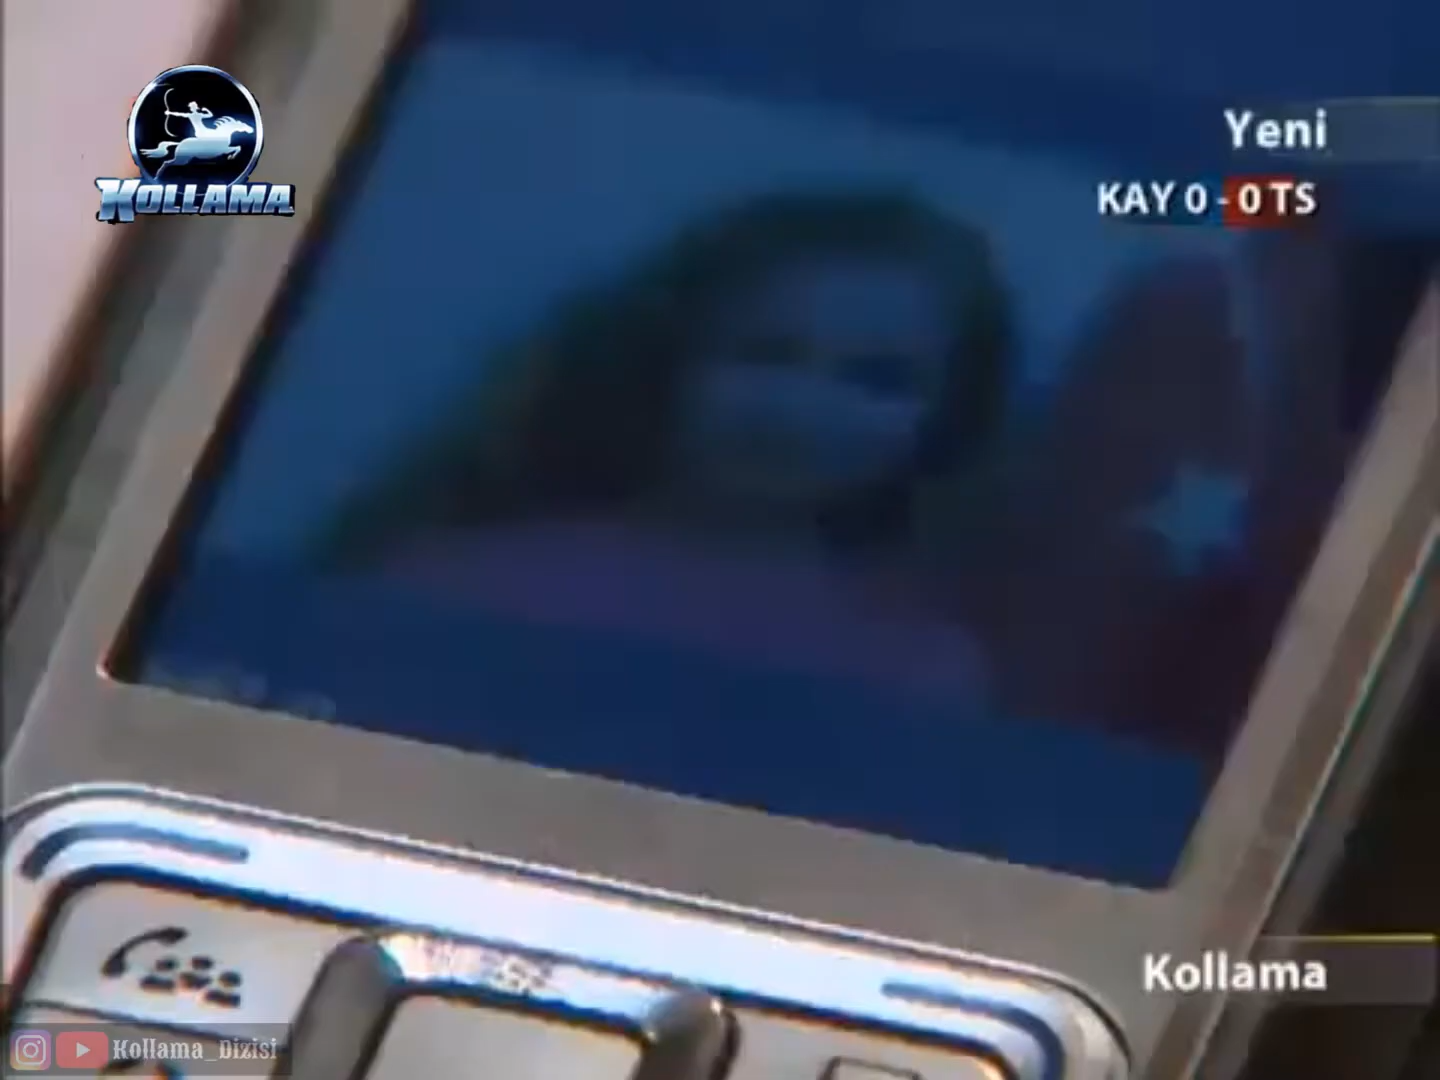 KOLLAMA
Yeni
KAY 0 - 0 TS
Kollama
Kollama_Dizisi